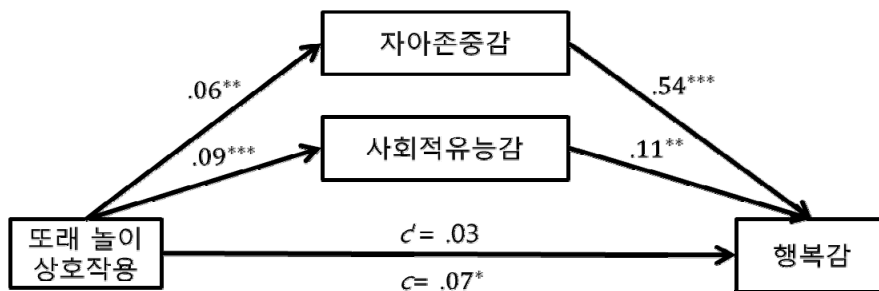 자아존중감
.06**
.54***
사회적유능감
.09***
.11**
또래 놀이
상호작용
c' = .03
행복감
c= .07*